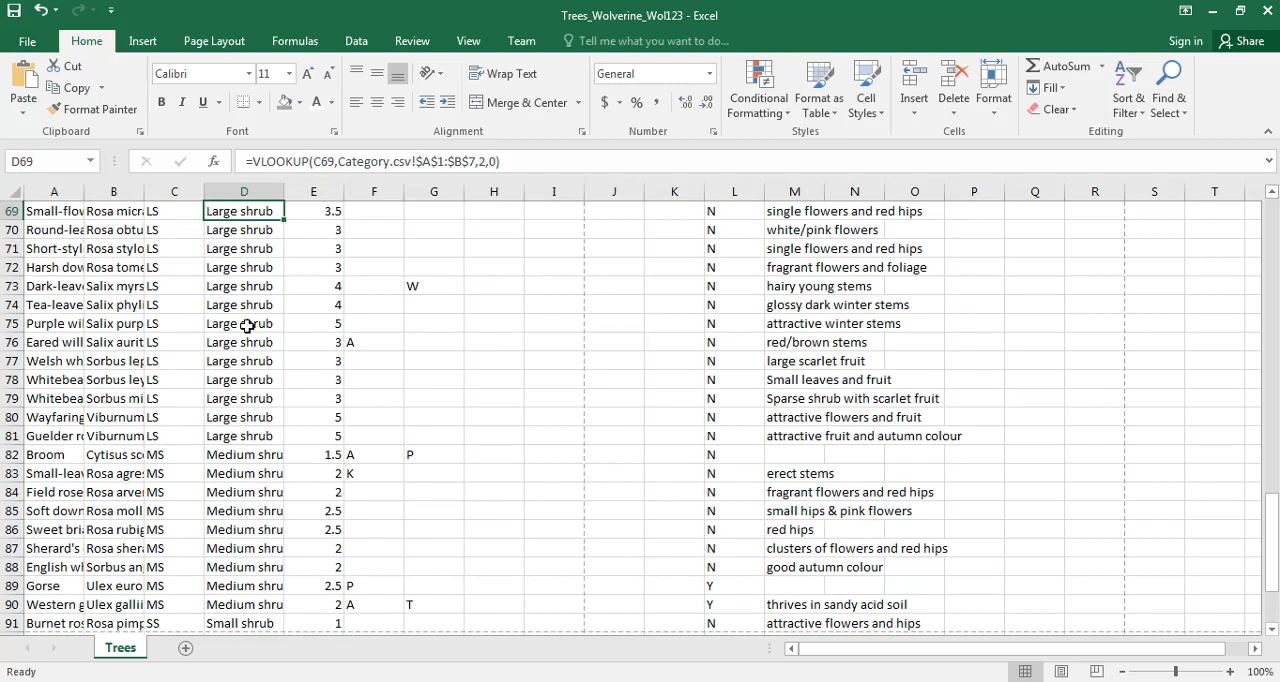 Trees_Wolverine_Wol123 - Excel
File Home Insert Page Layout Formulas Data Review View Team Tell me what you want to do... Sign in Share
Paste Cut Copy Format Painter Clipboard
Calibri 11 A A B I U A Font
Wrap Text Merge & Center Alignment
General $ % , Number
Conditional Formatting Format as Table Cell Styles Styles
Insert Delete Format Cells
AutoSum Fill Clear Sort & Filter Find & Select Editing
D69 fx =VLOOKUP(C69,Category.csv!$A$1:$B$7,2,0)
A B C D E F G H I J K L M N O P Q R S T
69 Small-flov Rosa micra LS Large shrub 3.5 N single flowers and red hips
70 Round-lea Rosa obtu LS Large shrub 3 N white/pink flowers
71 Short-styl Rosa stylo LS Large shrub 3 N single flowers and red hips
72 Harsh dow Rosa tome LS Large shrub 3 N fragrant flowers and foliage
73 Dark-leave Salix myrs LS Large shrub 4 W N hairy young stems
74 Tea-leave Salix phyli LS Large shrub 4 N glossy dark winter stems
75 Purple wil Salix purp LS Large shrub 5 N attractive winter stems
76 Eared will Salix aurit LS Large shrub 3 A N red/brown stems
77 Welsh wh Sorbus lep LS Large shrub 3 N large scarlet fruit
78 Whitebea Sorbus ley LS Large shrub 3 N Small leaves and fruit
79 Whitebea Sorbus mi LS Large shrub 3 N Sparse shrub with scarlet fruit
80 Wayfaring Viburnum LS Large shrub 5 N attractive flowers and fruit
81 Guelder ro Viburnum LS Large shrub 5 N attractive fruit and autumn colour
82 Broom Cytisus sco MS Medium shru 1.5 A P N
83 Small-leav Rosa agres MS Medium shru 2 K N erect stems
84 Field rose Rosa arver MS Medium shru 2 N fragrant flowers and red hips
85 Soft down Rosa moll MS Medium shru 2.5 N small hips & pink flowers
86 Sweet bri Rosa rubig MS Medium shru 2.5 N red hips
87 Sherard's Rosa sher MS Medium shru 2 N clusters of flowers and red hips
88 English wh Sorbus an MS Medium shru 2 N good autumn colour
89 Gorse Ulex euro MS Medium shru 2.5 P Y
90 Western g Ulex gallii MS Medium shru 2 A T Y thrives in sandy acid soil
91 Burnet ros Rosa pimp SS Small shrub 1 N attractive flowers and hips
Trees
Ready 100%